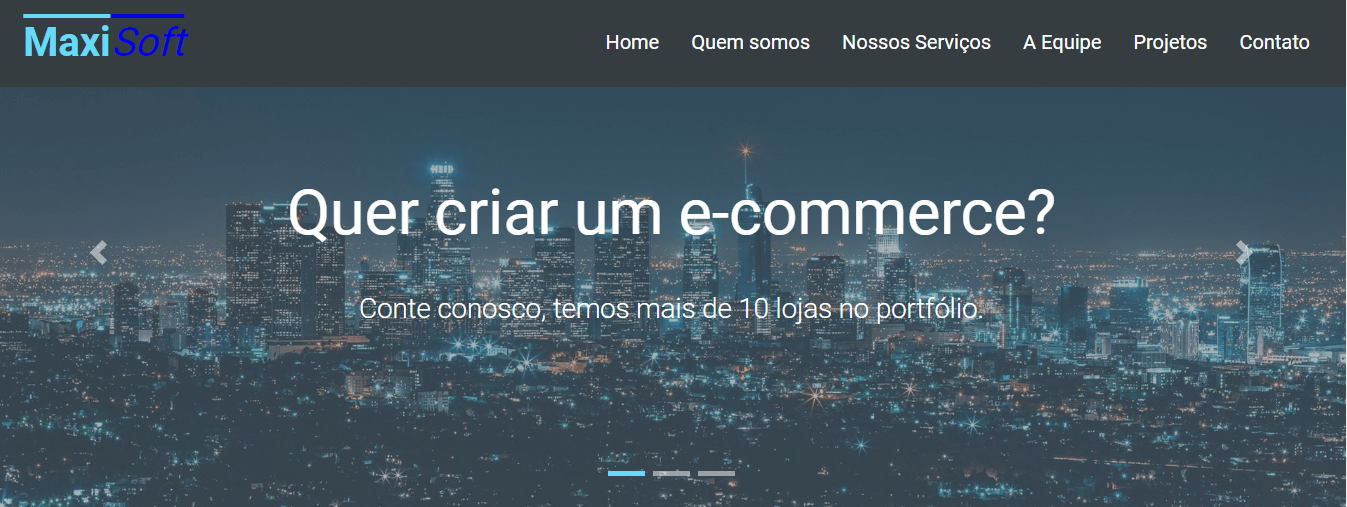 MaxiSoft
Home Quem somos Nossos Serviços A Equipe Projetos Contato
Quer criar um e-commerce?
Conte conosco, temos mais de 10 lojas no portfólio.